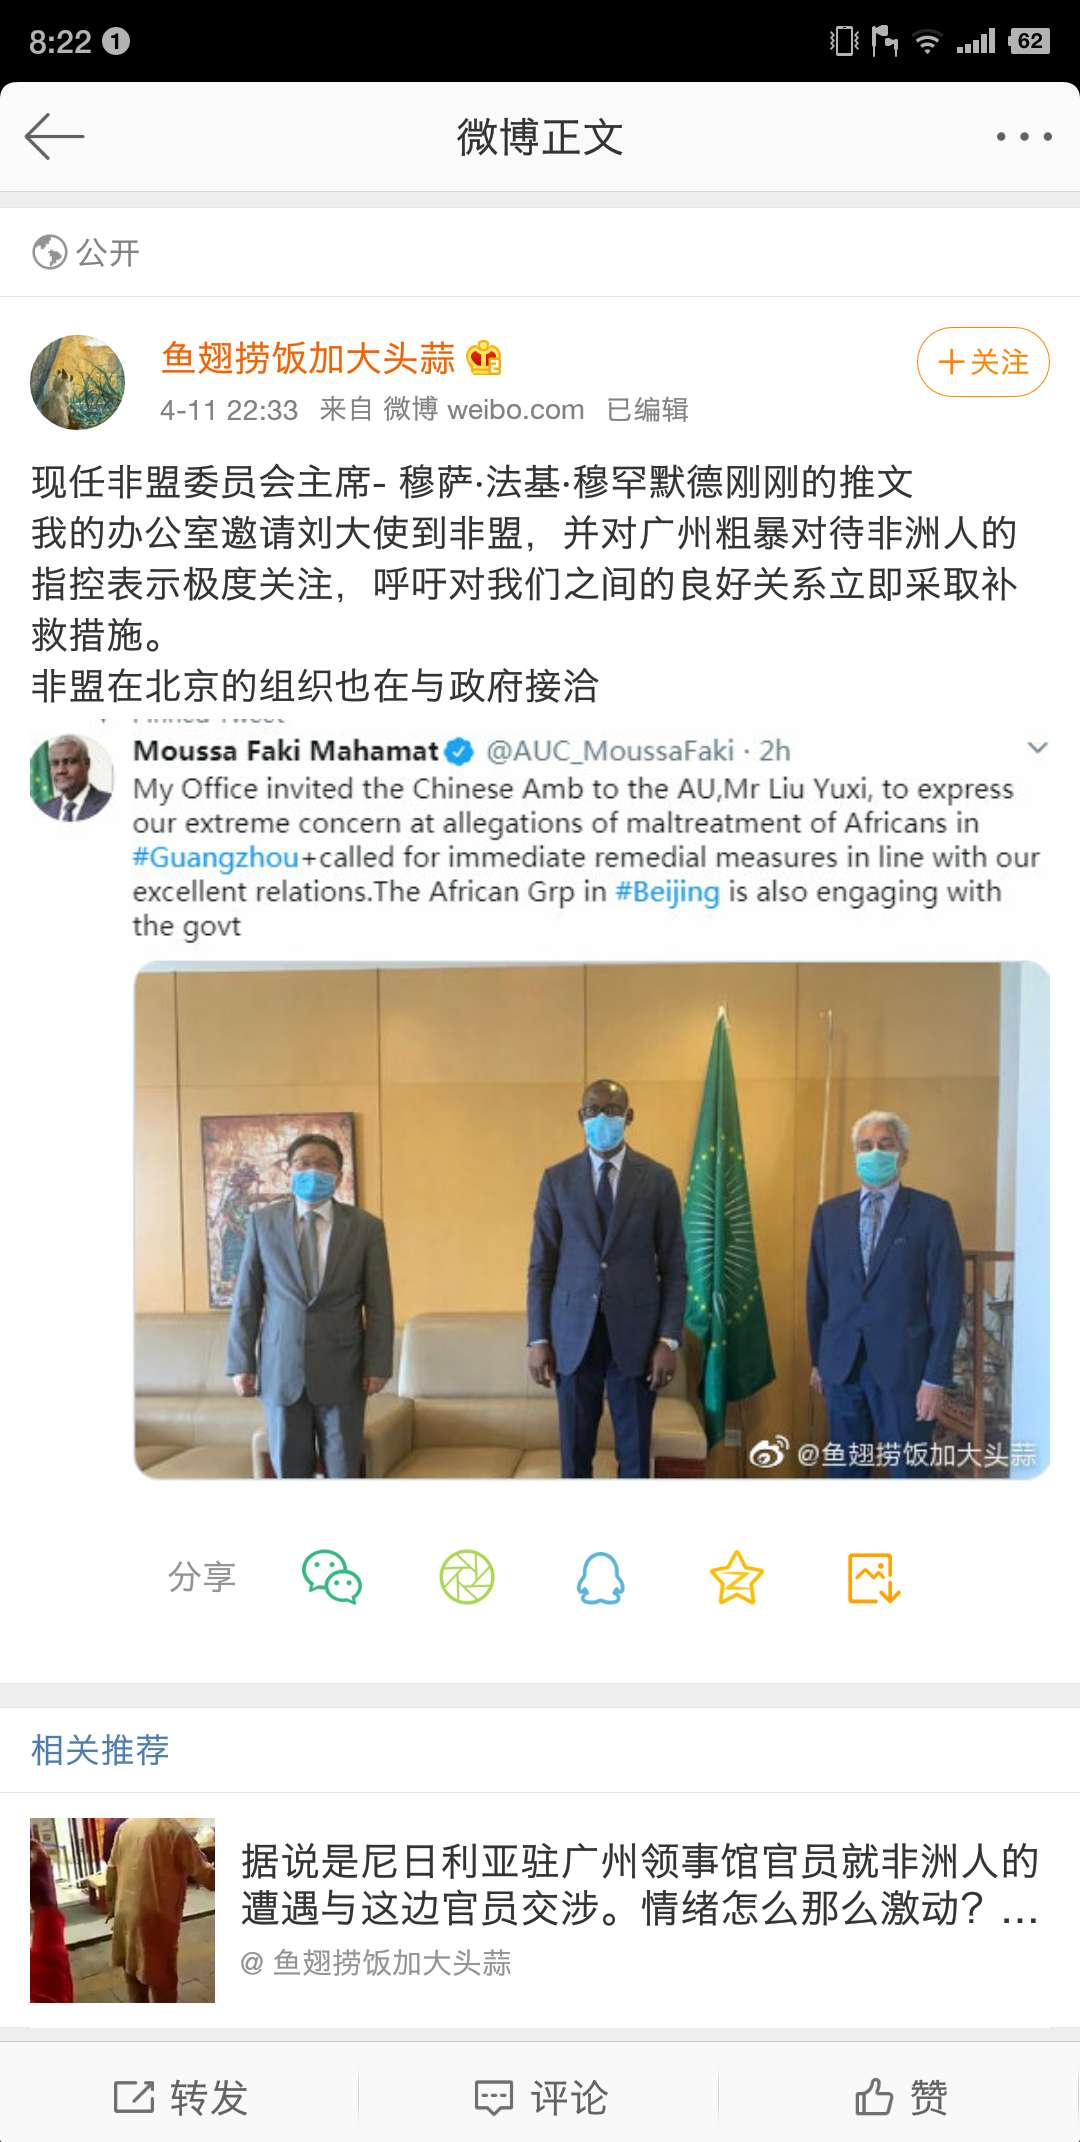 8:22 1 62
微博正文
公开
鱼翅捞饭加大头蒜
+关注
4-11 22:33 来自 微博 weibo.com 已编辑
现任非盟委员会主席- 穆萨·法基·穆罕默德刚刚的推文
我的办公室邀请刘大使到非盟，并对广州粗暴对待非洲人的
指控表示极度关注，呼吁对我们之间的良好关系立即采取补
救措施。
非盟在北京的组织也在与政府接洽
Pinned Tweet
Moussa Faki Mahamat @AUC_MoussaFaki · 2h
My Office invited the Chinese Amb to the AU,Mr Liu Yuxi, to express
our extreme concern at allegations of maltreatment of Africans in
#Guangzhou+called for immediate remedial measures in line with our
excellent relations.The African Grp in #Beijing is also engaging with
the govt
@鱼翅捞饭加大头蒜
分享
相关推荐
据说是尼日利亚驻广州领事馆官员就非洲人的
遭遇与这边官员交涉。情绪怎么那么激动？...
@ 鱼翅捞饭加大头蒜
转发 评论 赞